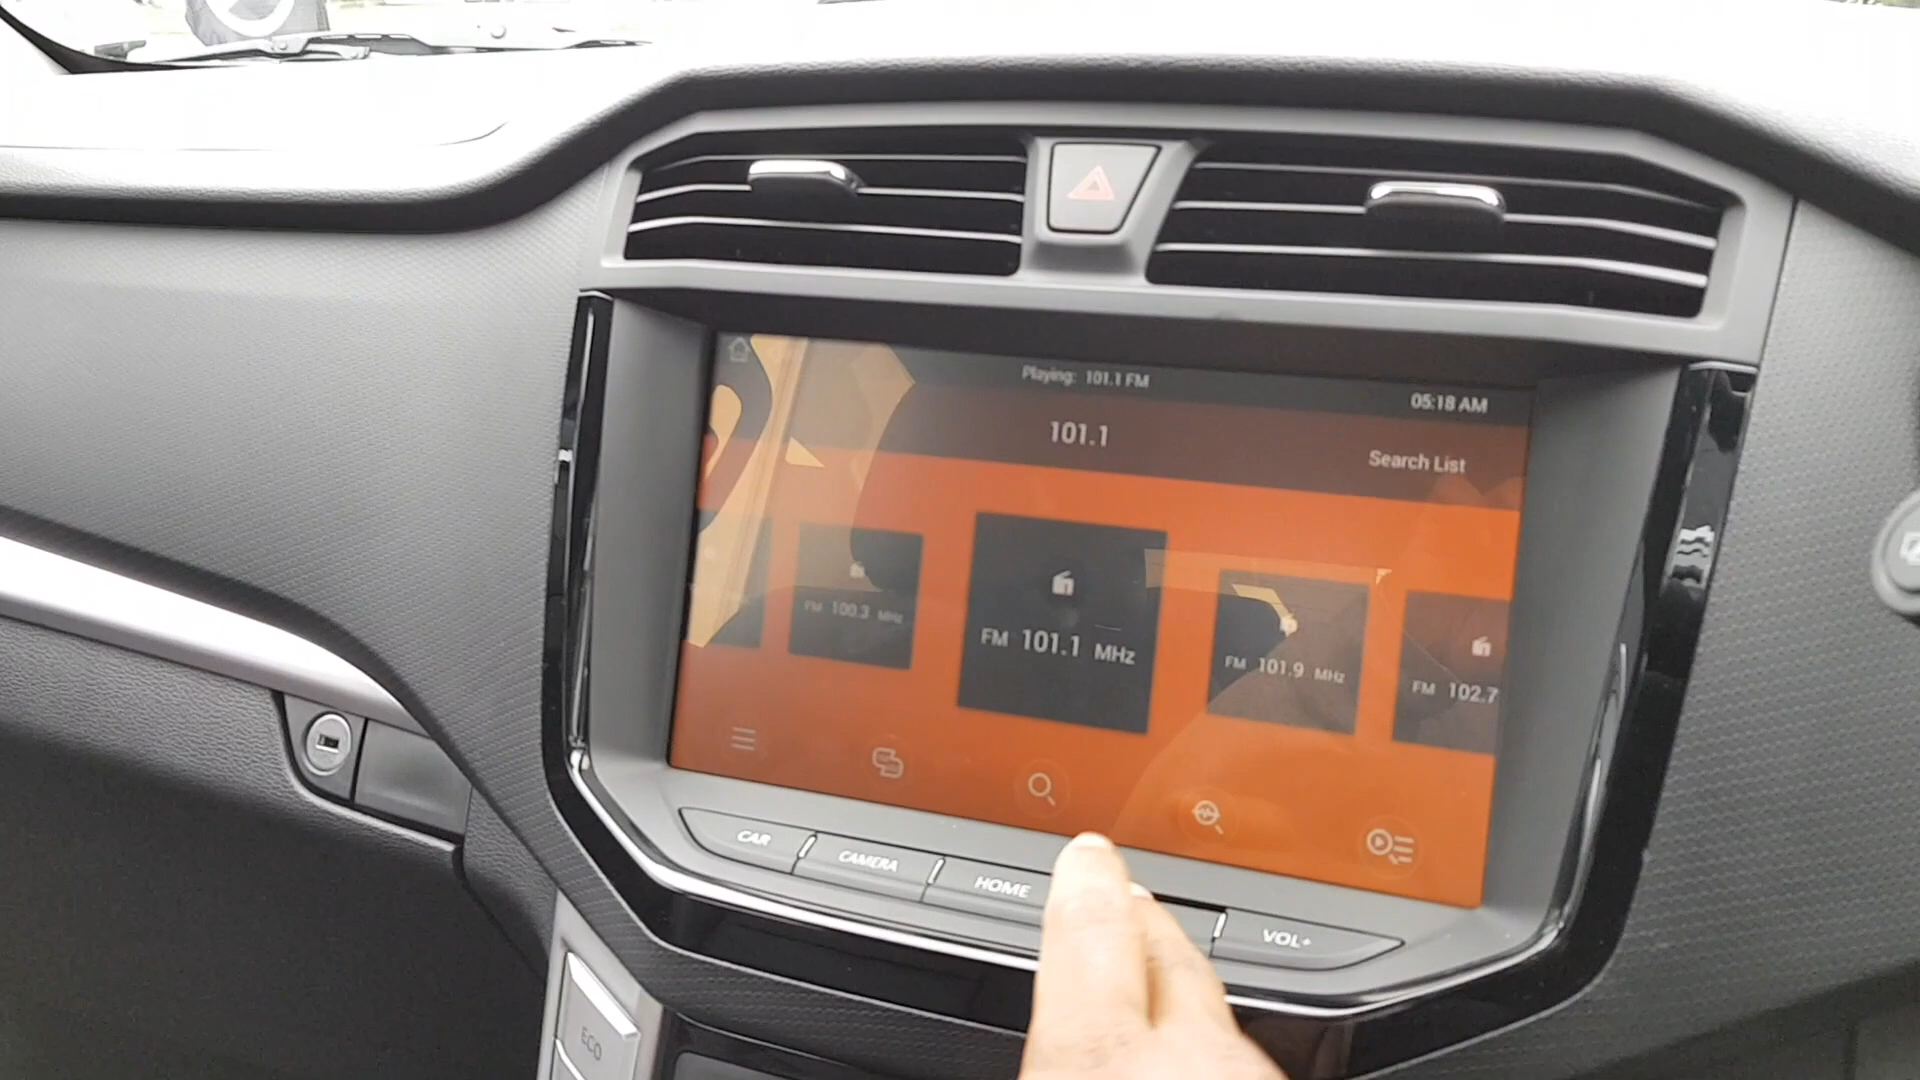 Playing: 101.1 FM
05:18 AM
101.1
Search List
FM 100.3 MHz
FM 101.1 MHz
FM 101.9 MHz
FM 102.7
CAR
CAMERA
HOME
VOL+
ECO